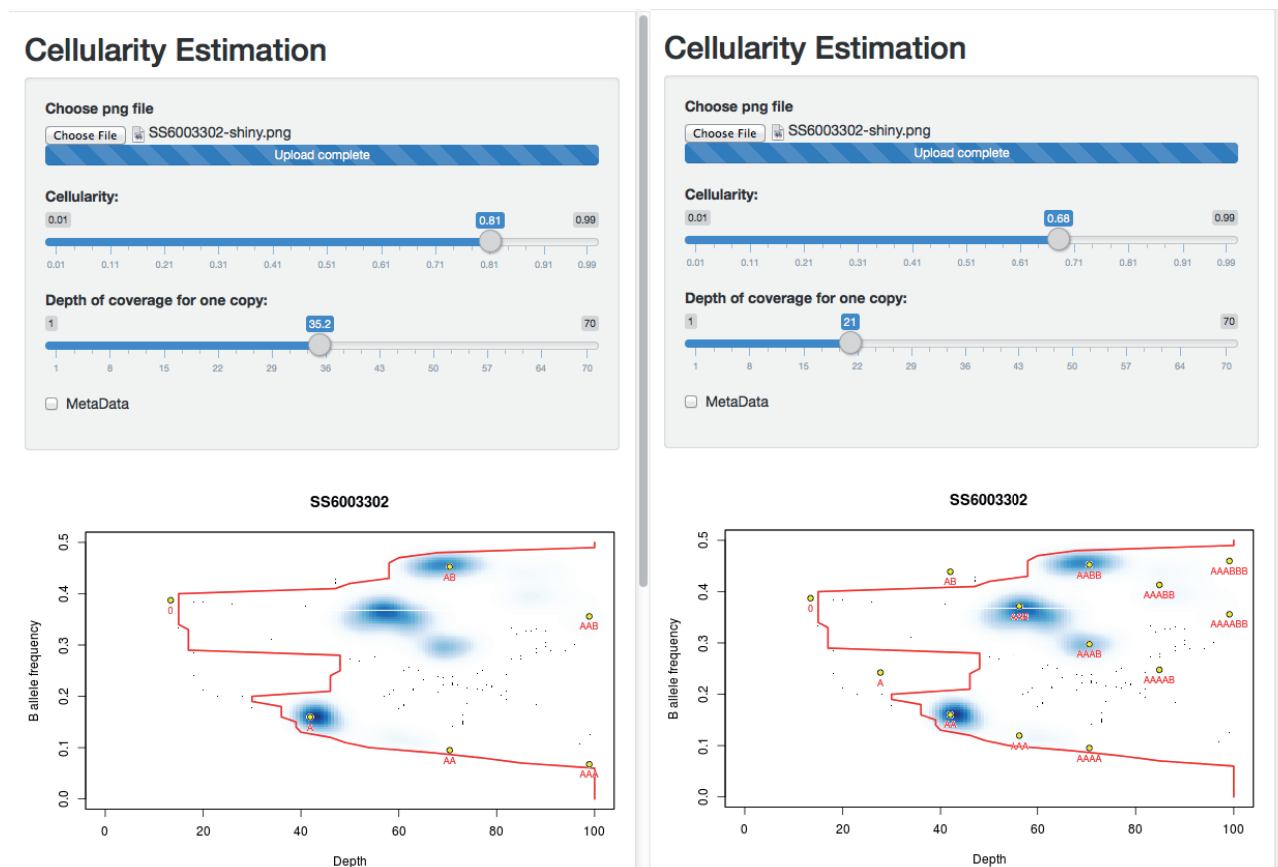 Cellularity Estimation
Choose png file
Choose File SS6003302-shiny.png
Upload complete
Cellularity:
0.01 0.81 0.99
0.01 0.11 0.21 0.31 0.41 0.51 0.61 0.71 0.81 0.91 0.99
Depth of coverage for one copy:
1 35.2 70
1 8 15 22 29 36 43 50 57 64 70
MetaData
SS6003302
B allele frequency
0.5
0.4
0.3
0.2
0.1
0.0
AB
0
AAB
A
AA
AAA
0 20 40 60 80 100
Depth
Cellularity Estimation
Choose png file
Choose File SS6003302-shiny.png
Upload complete
Cellularity:
0.01 0.68 0.99
0.01 0.11 0.21 0.31 0.41 0.51 0.61 0.71 0.81 0.91 0.99
Depth of coverage for one copy:
1 21 70
1 8 15 22 29 36 43 50 57 64 70
MetaData
SS6003302
B allele frequency
0.5
0.4
0.3
0.2
0.1
0.0
AB AABB AAABBB
0 AAABB
AAAABB
AAAB
A AAAAB
AA
AAA AAAA
0 20 40 60 80 100
Depth